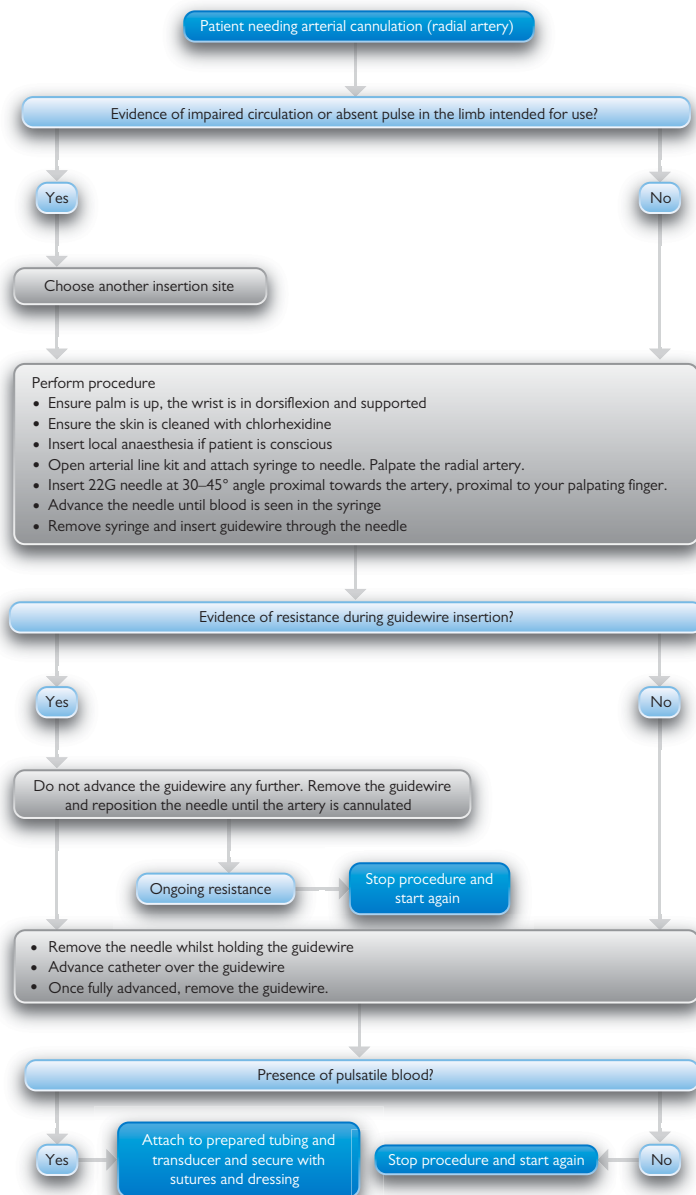 Patient needing arterial cannulation (radial artery)
Evidence of impaired circulation or absent pulse in the limb intended for use?
Yes
No
Choose another insertion site
Perform procedure
• Ensure palm is up, the wrist is in dorsiflexion and supported
• Ensure the skin is cleaned with chlorhexidine
• Insert local anaesthesia if patient is conscious
• Open arterial line kit and attach syringe to needle. Palpate the radial artery.
• Insert 22G needle at 30–45° angle proximal towards the artery, proximal to your palpating finger.
• Advance the needle until blood is seen in the syringe
• Remove syringe and insert guidewire through the needle
Evidence of resistance during guidewire insertion?
Yes
No
Do not advance the guidewire any further. Remove the guidewire
and reposition the needle until the artery is cannulated
Ongoing resistance
Stop procedure and
start again
• Remove the needle whilst holding the guidewire
• Advance catheter over the guidewire
• Once fully advanced, remove the guidewire.
Presence of pulsatile blood?
Yes
Attach to prepared tubing and
transducer and secure with
sutures and dressing
Stop procedure and start again
No